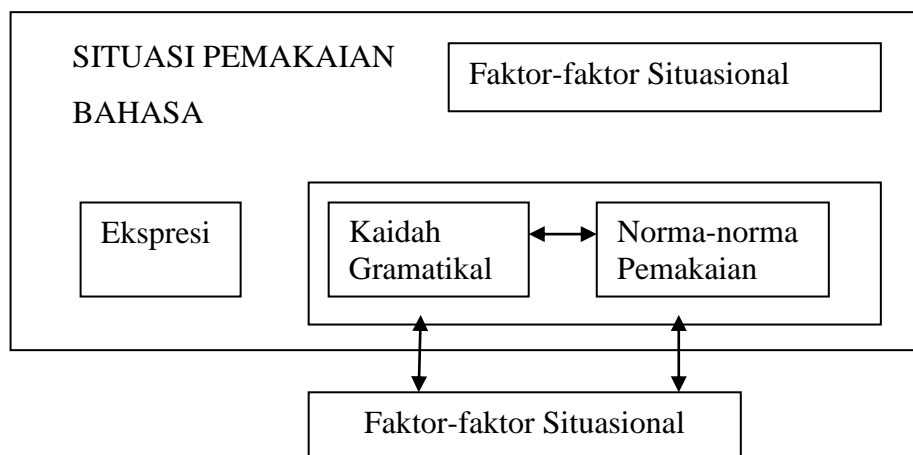 SITUASI PEMAKAIAN
BAHASA
Faktor-faktor Situasional
Ekspresi
Kaidah
Gramatikal
Norma-norma
Pemakaian
Faktor-faktor Situasional